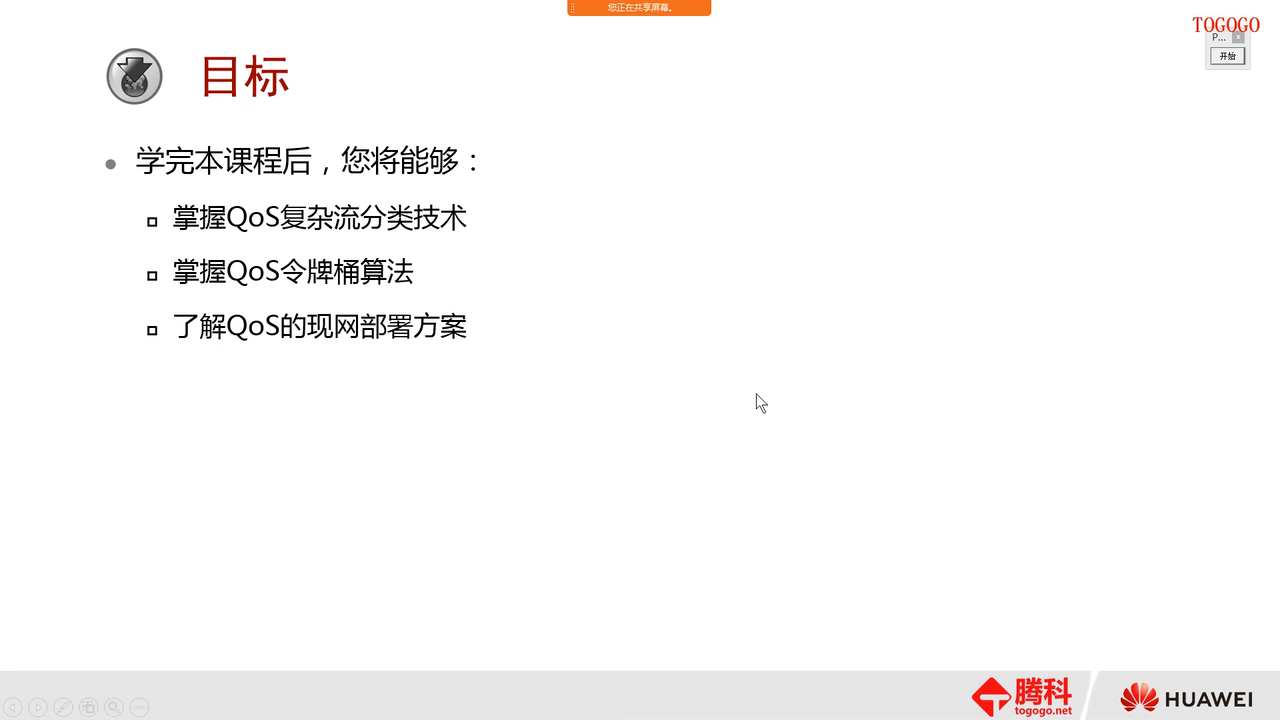 您正在共享屏幕。
TOGOGO
P...
开始
目标
学完本课程后，您将能够：
掌握QoS复杂流分类技术
掌握QoS令牌桶算法
了解QoS的现网部署方案
腾科
togogo.net
HUAWEI